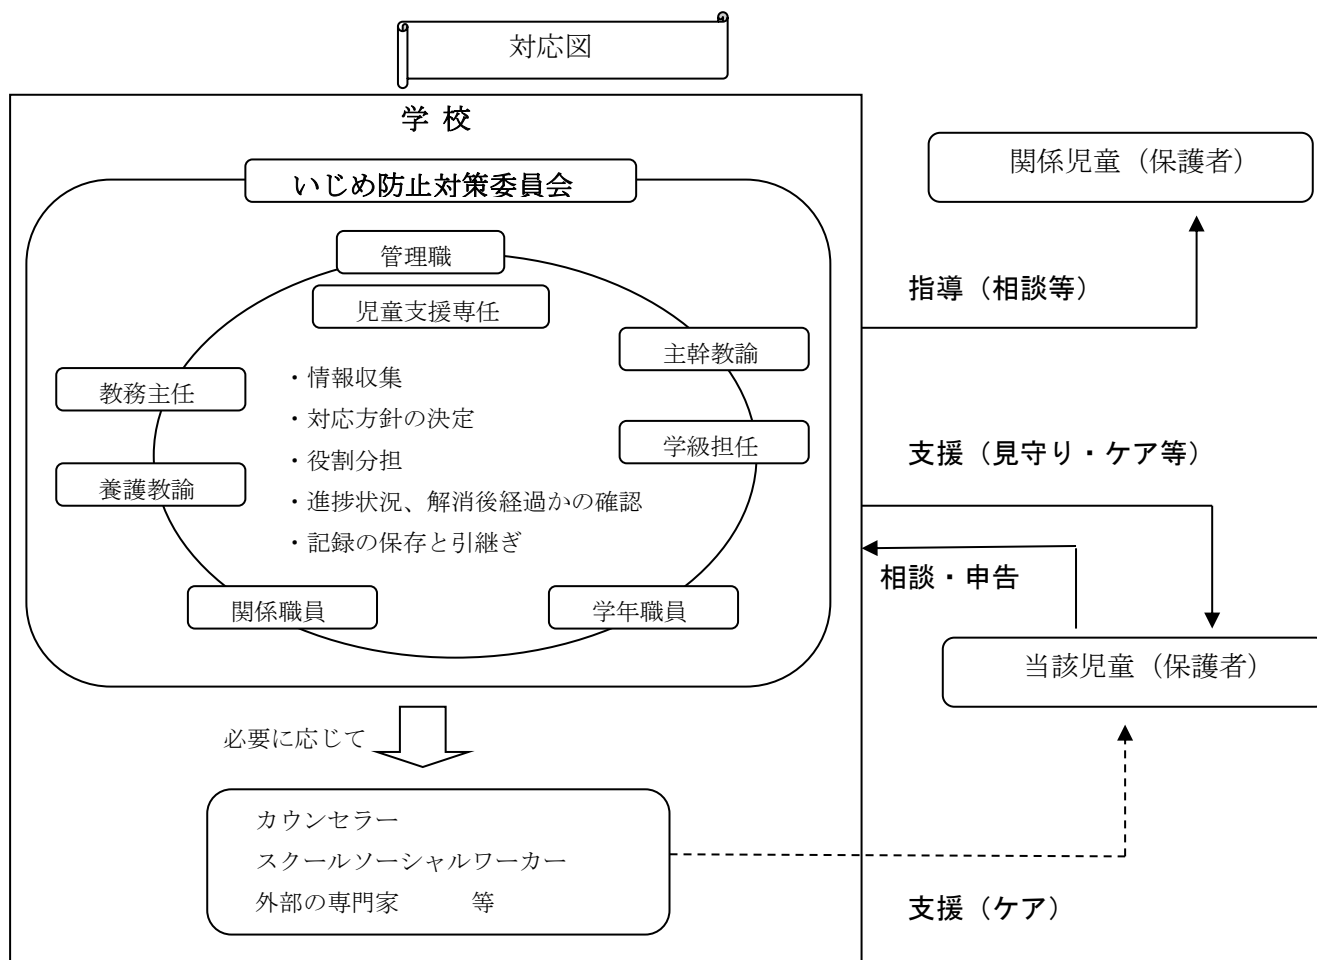 対応図
学 校
いじめ防止対策委員会
管理職
児童支援専任
主幹教諭
教務主任
学級担任
養護教諭
・情報収集
・対応方針の決定
・役割分担
・進捗状況、解消後経過かの確認
・記録の保存と引継ぎ
関係職員
学年職員
必要に応じて
カウンセラー
スクールソーシャルワーカー
外部の専門家　　　等
関係児童（保護者）
指導（相談等）
支援（見守り・ケア等）
相談・申告
当該児童（保護者）
支援（ケア）